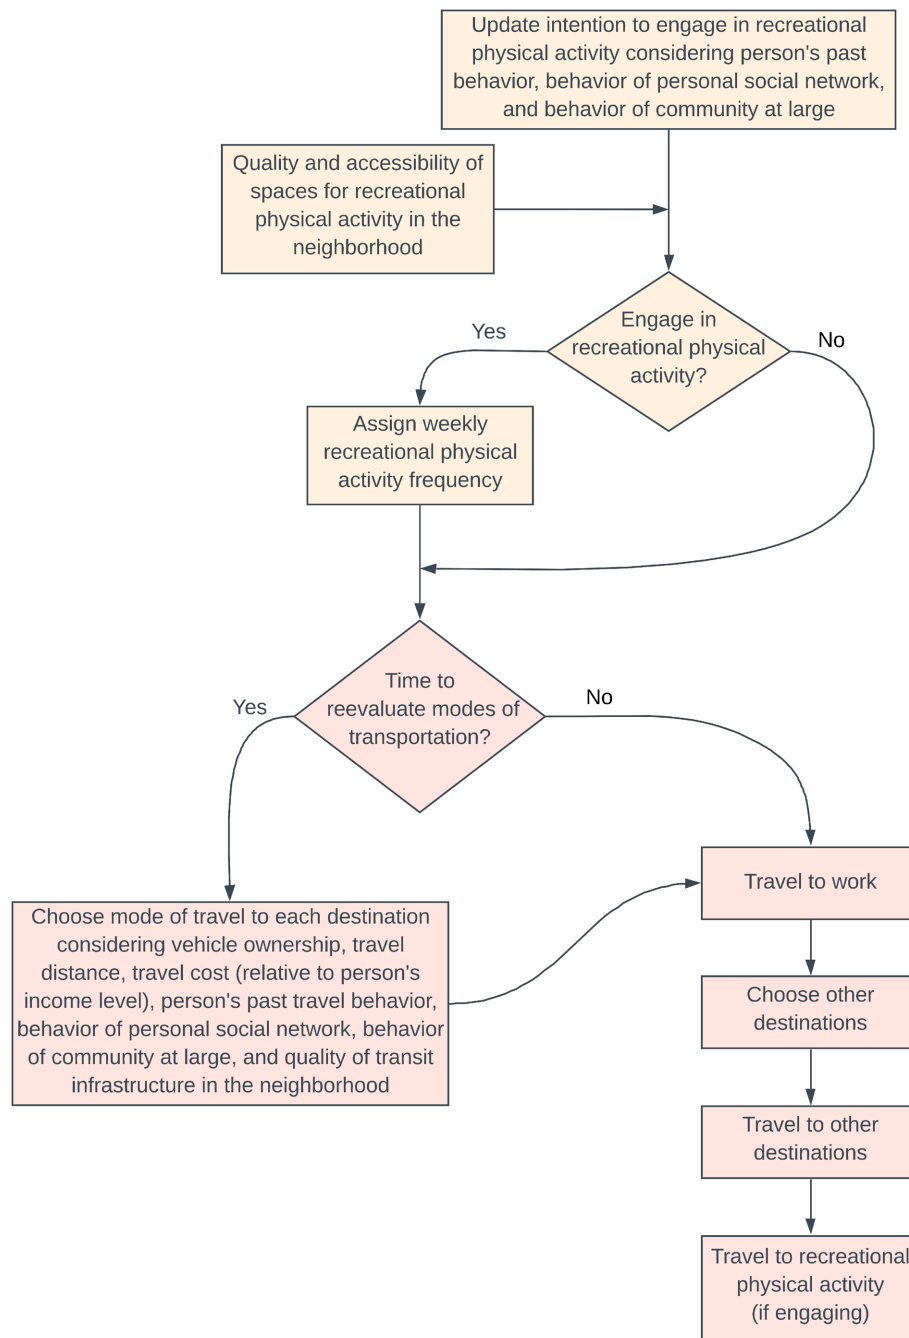 Update intention to engage in recreational
physical activity considering person's past
behavior, behavior of personal social network,
and behavior of community at large
Quality and accessibility of
spaces for recreational
physical activity in the
neighborhood
Engage in
recreational physical
activity?
Yes
No
Assign weekly
recreational physical
activity frequency
Time to
reevaluate modes of
transportation?
Yes
No
Travel to work
Choose mode of travel to each destination
considering vehicle ownership, travel
distance, travel cost (relative to person's
income level), person's past travel behavior,
behavior of personal social network, behavior
of community at large, and quality of transit
infrastructure in the neighborhood
Choose other
destinations
Travel to other
destinations
Travel to recreational
physical activity
(if engaging)